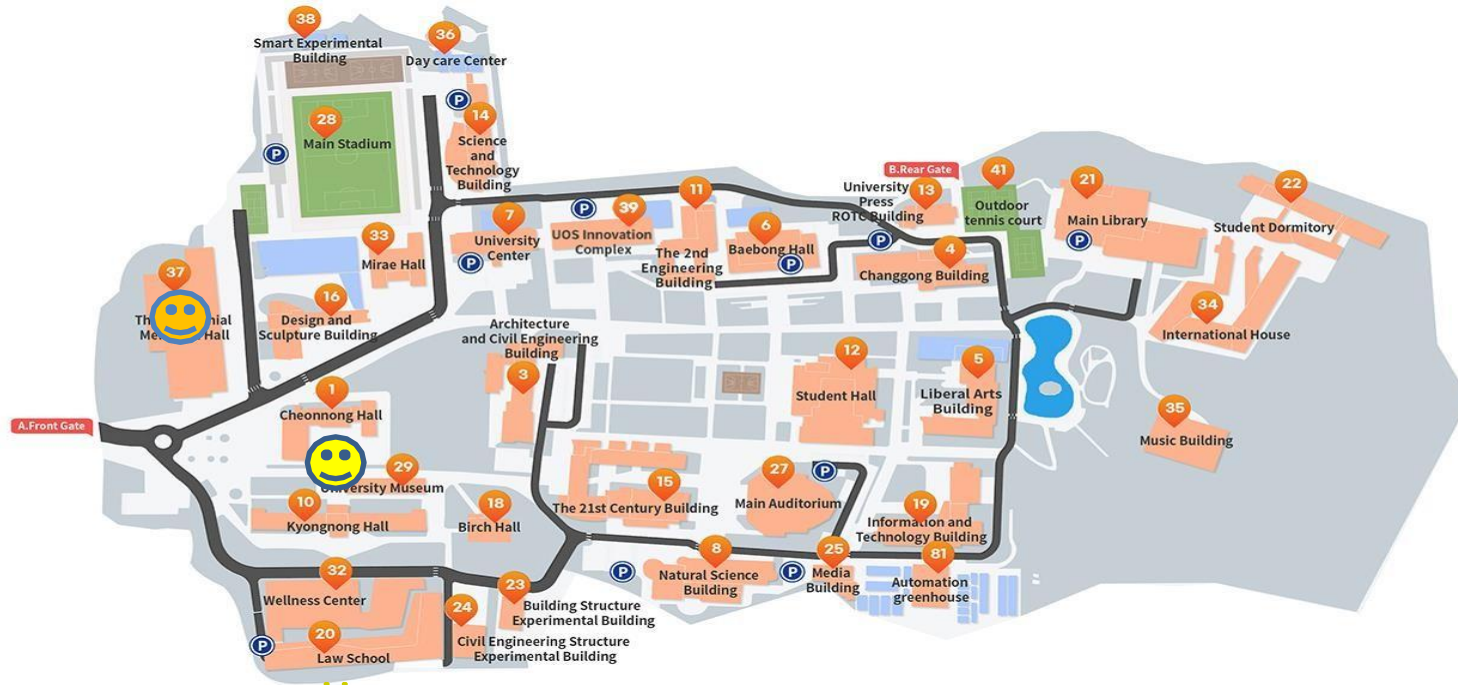 38
Smart Experimental
Building
36
Day care Center
P
14
Science
and
Technology
Building
28
Main Stadium
P
B.Rear Gate
University
Press
ROTC Building
13
41
Outdoor
tennis court
21
Main Library
P
22
Student Dormitory
7
University
Center
P
P
39
UOS Innovation
Complex
11
The 2nd
Engineering
Building
6
Baebong Hall
P
P
4
Changgong Building
33
Mirae Hall
37
16
Design and
Sculpture Building
34
International House
Architecture
and Civil Engineering
Building
3
12
Student Hall
5
Liberal Arts
Building
1
Cheonnong Hall
A.Front Gate
35
Music Building
29
University Museum
10
Kyongnong Hall
18
Birch Hall
15
The 21st Century Building
27
Main Auditorium
P
19
Information and
Technology Building
32
Wellness Center
23
Building Structure
Experimental Building
24
Civil Engineering Structure
Experimental Building
P
8
Natural Science
Building
P
25
Media
Building
81
Automation
greenhouse
20
Law School
P